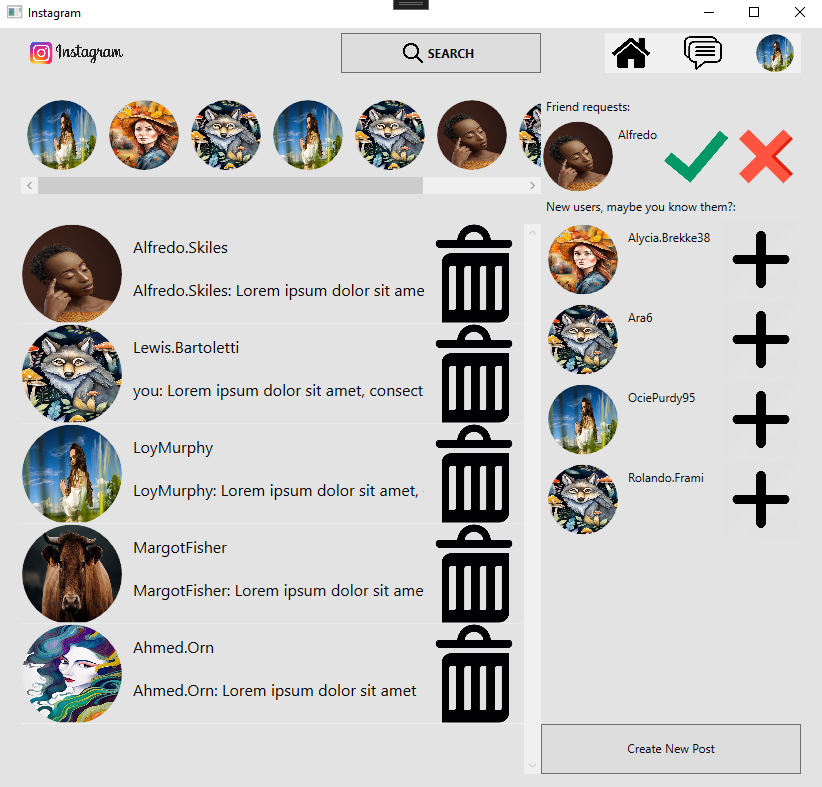 Instagram
Instagram
SEARCH
Friend requests:
Alfredo
New users, maybe you know them?:
Alycia.Brekke38
Ara6
OciePurdy95
Rolando.Frami
Alfredo.Skiles
Alfredo.Skiles: Lorem ipsum dolor sit ame
Lewis.Bartoletti
you: Lorem ipsum dolor sit amet, consect
LoyMurphy
LoyMurphy: Lorem ipsum dolor sit amet,
MargotFisher
MargotFisher: Lorem ipsum dolor sit ame
Ahmed.Orn
Ahmed.Orn: Lorem ipsum dolor sit amet
Create New Post